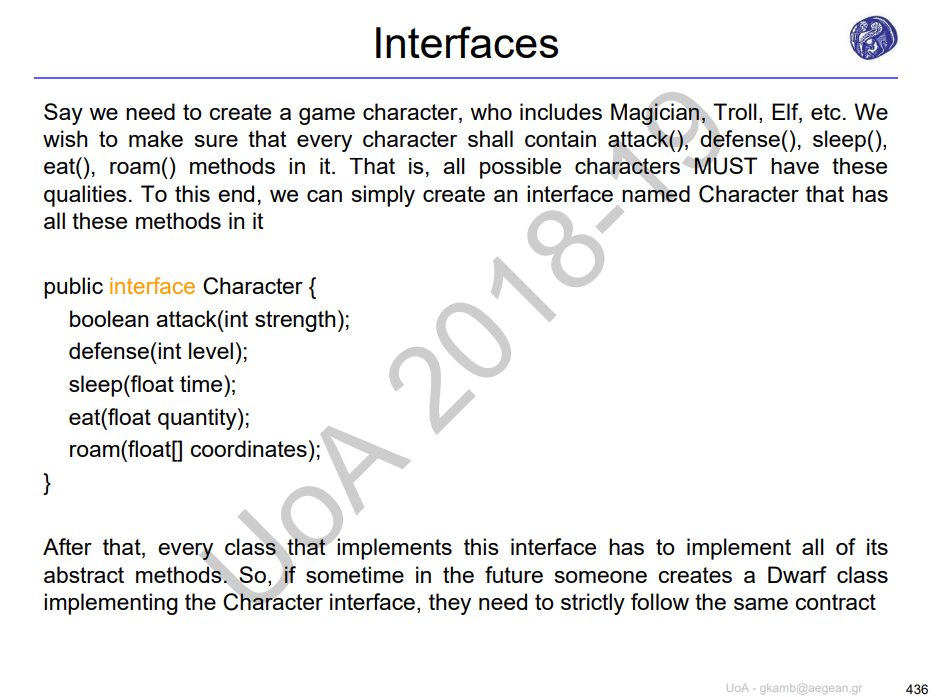 Interfaces
Say we need to create a game character, who includes Magician, Troll, Elf, etc. We
wish to make sure that every character shall contain attack(), defense(), sleep(),
eat(), roam() methods in it. That is, all possible characters MUST have these
qualities. To this end, we can simply create an interface named Character that has
all these methods in it
public interface Character {
boolean attack(int strength);
defense(int level);
sleep(float time);
eat(float quantity);
roam(float[] coordinates);
}
After that, every class that implements this interface has to implement all of its
abstract methods. So, if sometime in the future someone creates a Dwarf class
implementing the Character interface, they need to strictly follow the same contract
UoA 2018-19
UoA - gkamb@aegean.gr
436